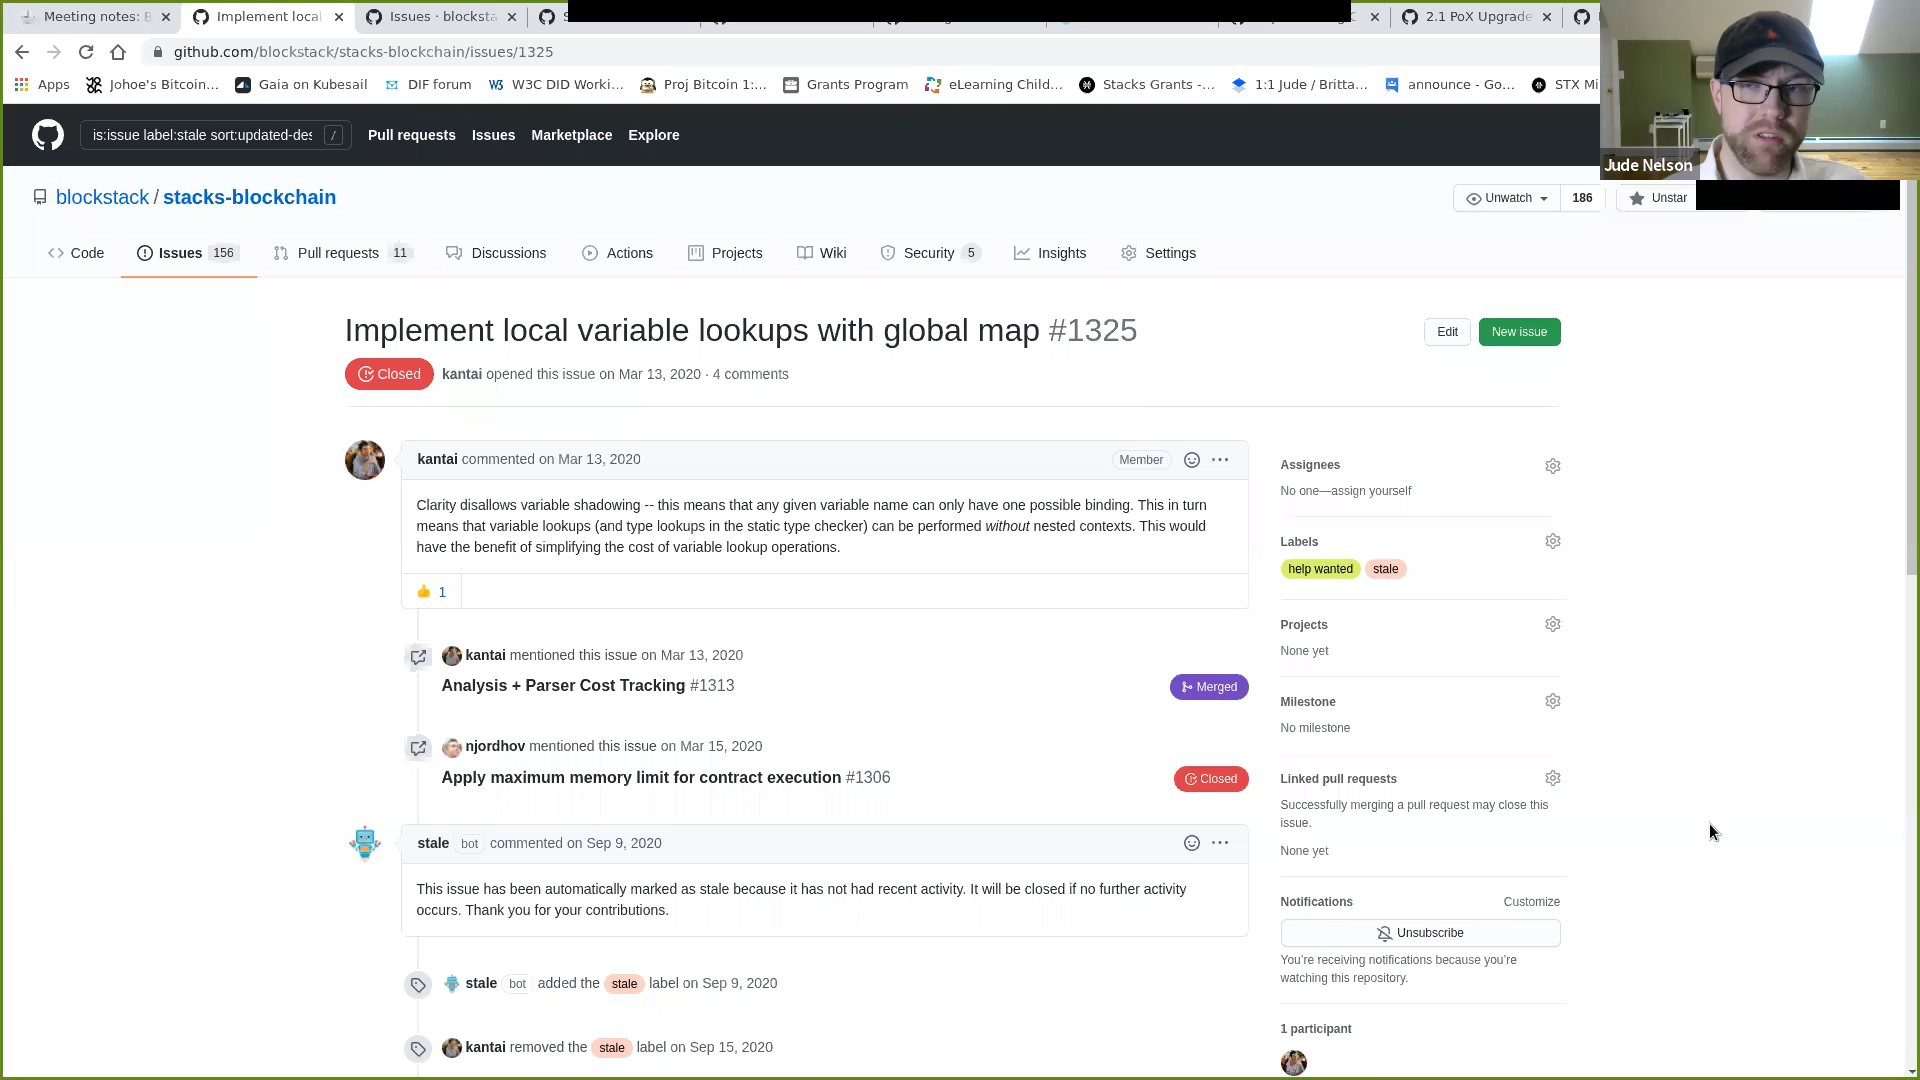 Meeting notes: B
Implement local
Issues · blocksta
2.1 PoX Upgrade
github.com/blockstack/stacks-blockchain/issues/1325
Apps
Johoe's Bitcoin...
Gaia on Kubesail
DIF forum
W3C DID Worki...
Proj Bitcoin 1:...
Grants Program
eLearning Child...
Stacks Grants -...
1:1 Jude / Britta...
announce - Go...
STX Mi
Jude Nelson
is:issue label:stale sort:updated-des
/
Pull requests
Issues
Marketplace
Explore
blockstack / stacks-blockchain
Unwatch
186
Unstar
Code
Issues 156
Pull requests 11
Discussions
Actions
Projects
Wiki
Security 5
Insights
Settings
Implement local variable lookups with global map #1325
Edit
New issue
Closed
kantai opened this issue on Mar 13, 2020 · 4 comments
kantai commented on Mar 13, 2020
Member
Clarity disallows variable shadowing -- this means that any given variable name can only have one possible binding. This in turn
means that variable lookups (and type lookups in the static type checker) can be performed without nested contexts. This would
have the benefit of simplifying the cost of variable lookup operations.
1
kantai mentioned this issue on Mar 13, 2020
Analysis + Parser Cost Tracking #1313
Merged
njordhov mentioned this issue on Mar 15, 2020
Apply maximum memory limit for contract execution #1306
Closed
stale bot commented on Sep 9, 2020
This issue has been automatically marked as stale because it has not had recent activity. It will be closed if no further activity
occurs. Thank you for your contributions.
stale bot added the stale label on Sep 9, 2020
kantai removed the stale label on Sep 15, 2020
Assignees
No one—assign yourself
Labels
help wanted
stale
Projects
None yet
Milestone
No milestone
Linked pull requests
Successfully merging a pull request may close this
issue.
None yet
Notifications
Customize
Unsubscribe
You're receiving notifications because you're
watching this repository.
1 participant